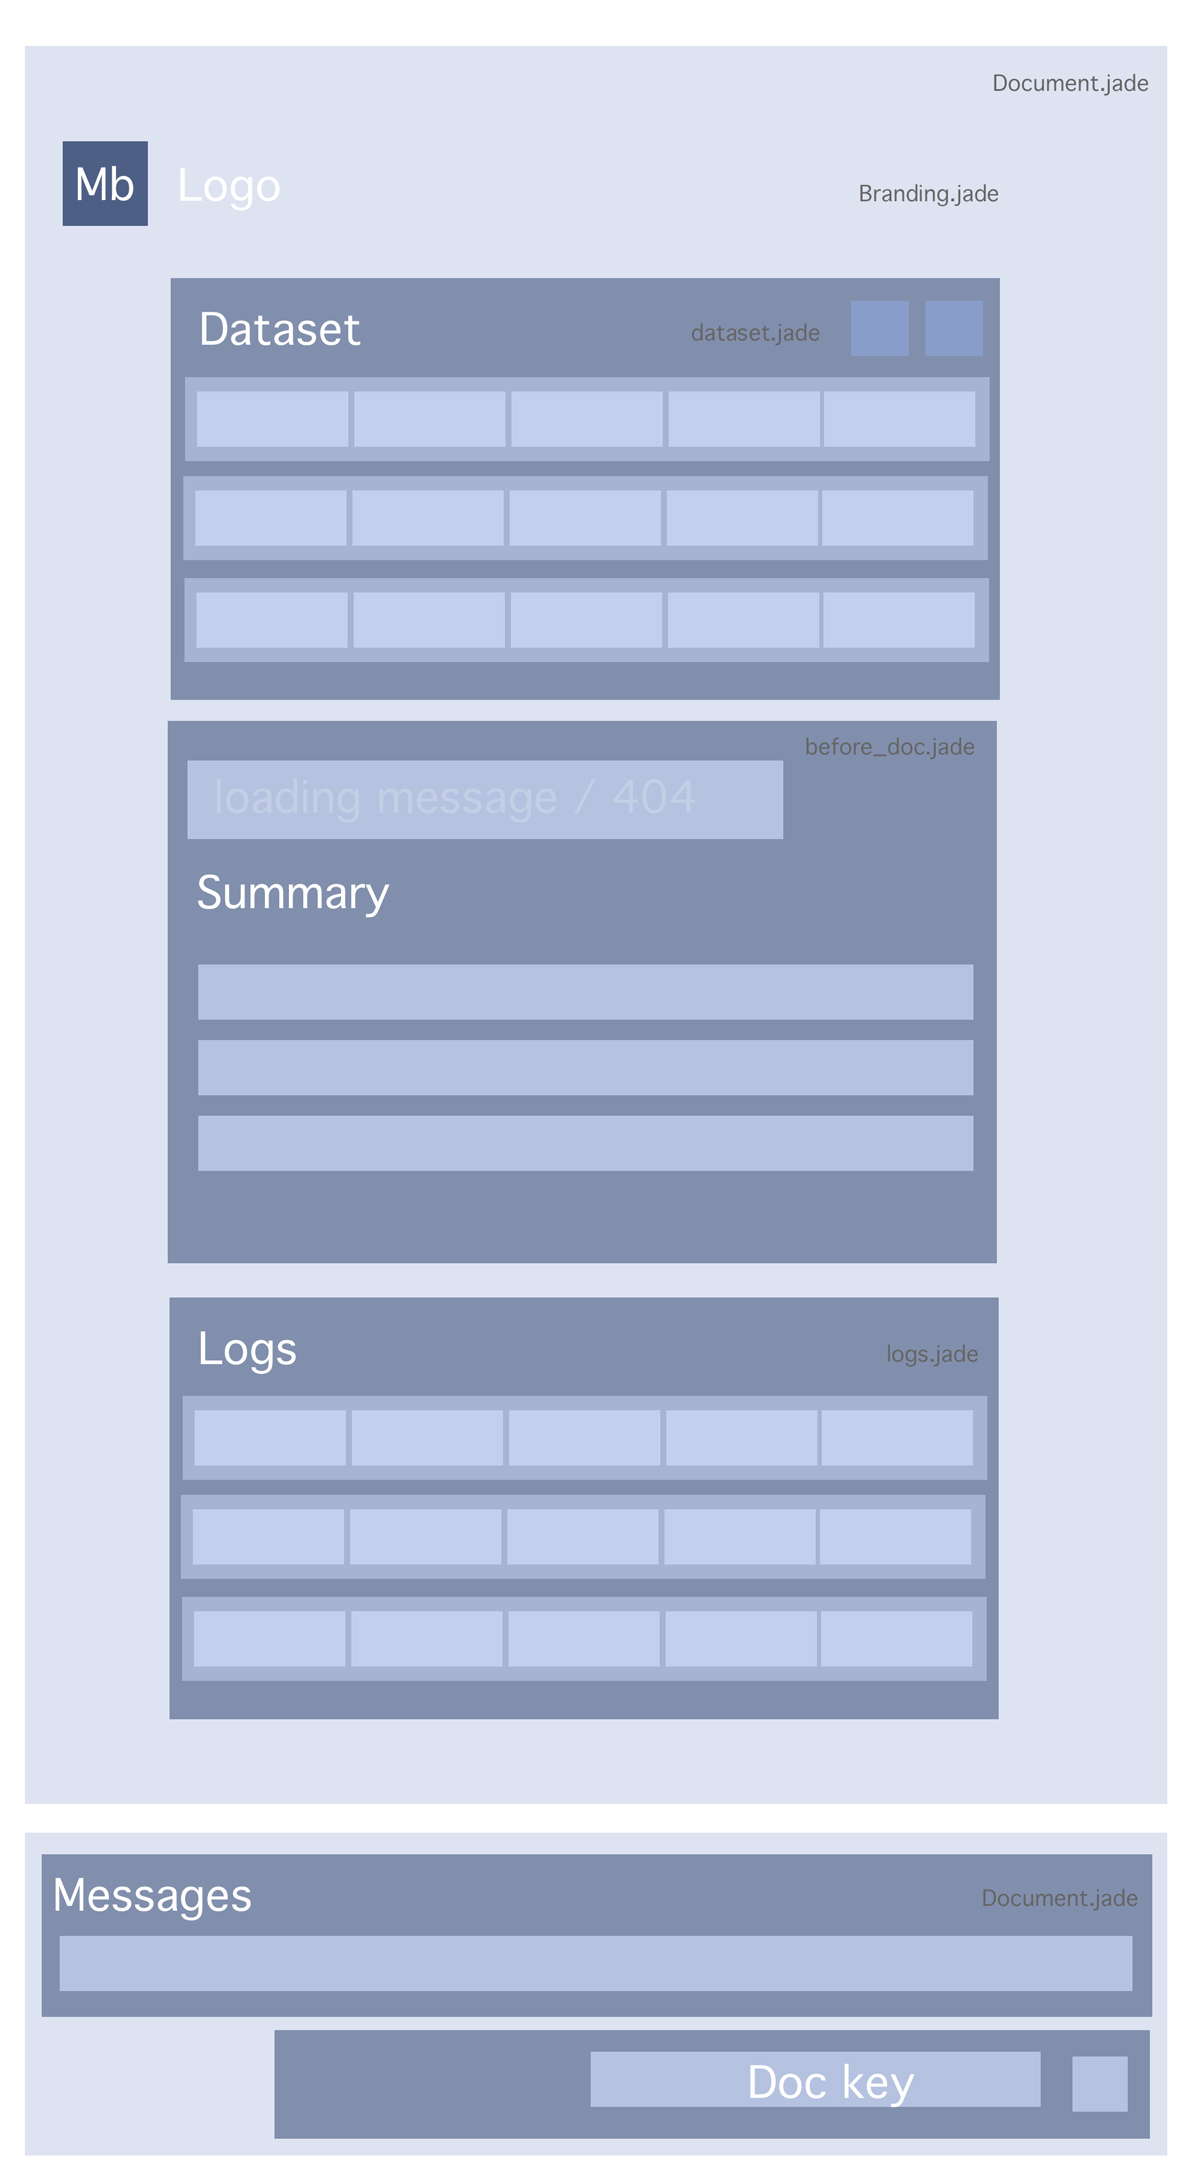 Document.jade
Mb Logo
Branding.jade
Dataset
dataset.jade
before_doc.jade
loading message / 404
Summary
Logs
logs.jade
Messages
Document.jade
Doc key